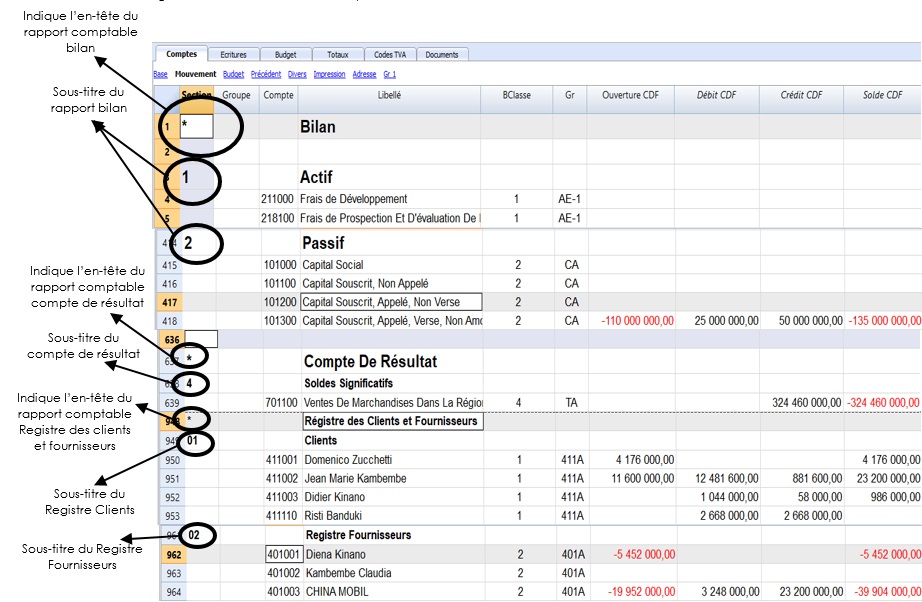 Indique l'en-tête du
rapport comptable
bilan
Sous-titre du
rapport bilan
Indique l'en-tête du
rapport comptable
compte de résultat
Sous-titre du
compte de résultat
Indique l'en-tête du
rapport comptable
Registre des clients
et fournisseurs
Sous-titre du
Registre Clients
Sous-titre du Registre
Fournisseurs
Comptes Ecritures Budget Totaux Codes TVA Documents
Base Mouvement Budget Précédent Divers Impression Adresse Gr 1
Section Groupe Compte Libellé BClasse Gr Ouverture CDF Débit CDF Crédit CDF Solde CDF
1 * Bilan
2
1 Actif
4 211000 Frais de Développement 1 AE-1
5 218100 Frais de Prospection Et D'évaluation De 1 AE-1
2 Passif
415 101000 Capital Social 2 CA
416 101100 Capital Souscrit, Non Appelé 2 CA
417 101200 Capital Souscrit, Appelé, Non Verse 2 CA
418 101300 Capital Souscrit, Appelé, Verse, Non Amo 2 CA -110 000 000,00 25 000 000,00 50 000 000,00 -135 000 000,00
636
* Compte De Résultat
4 Soldes Significatifs
639 701100 Ventes De Marchandises Dans La Région 4 TA 324 460 000,00 -324 460 000,00
* Régistre des Clients et Fournisseurs
01 Clients
950 411001 Domenico Zucchetti 1 411A 4 176 000,00 4 176 000,00
951 411002 Jean Marie Kambembe 1 411A 11 600 000,00 12 481 600,00 881 600,00 23 200 000,00
952 411003 Didier Kinano 1 411A 1 044 000,00 58 000,00 986 000,00
953 411110 Risti Banduki 1 411A 2 668 000,00 2 668 000,00
02 Registre Fournisseurs
962 401001 Diena Kinano 2 401A -5 452 000,00 -5 452 000,00
963 401002 Kambembe Claudia 2 401A
964 401003 CHINA MOBIL 2 401A -19 952 000,00 3 248 000,00 23 200 000,00 -39 904 000,00